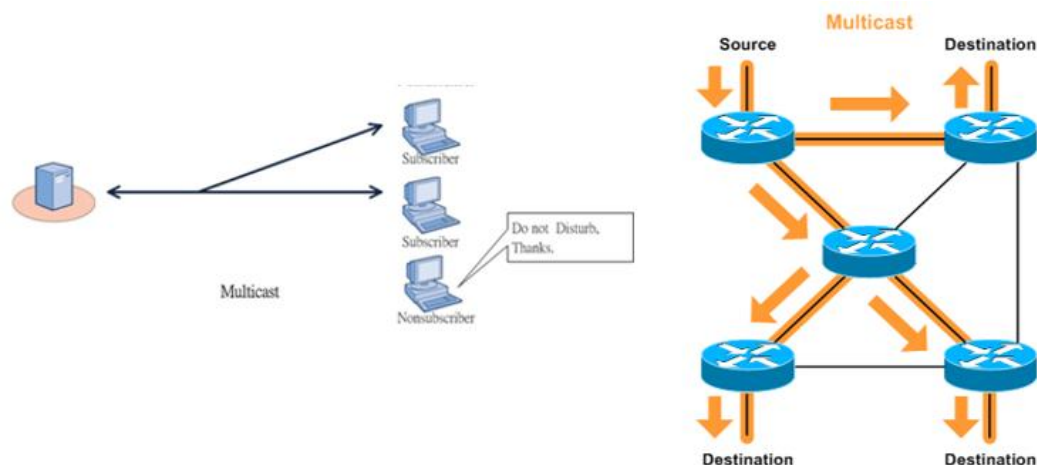 Subscriber
Subscriber
Do not Disturb,
Thanks.
Nonsubscriber
Multicast
Multicast
Source
Destination
Destination
Destination